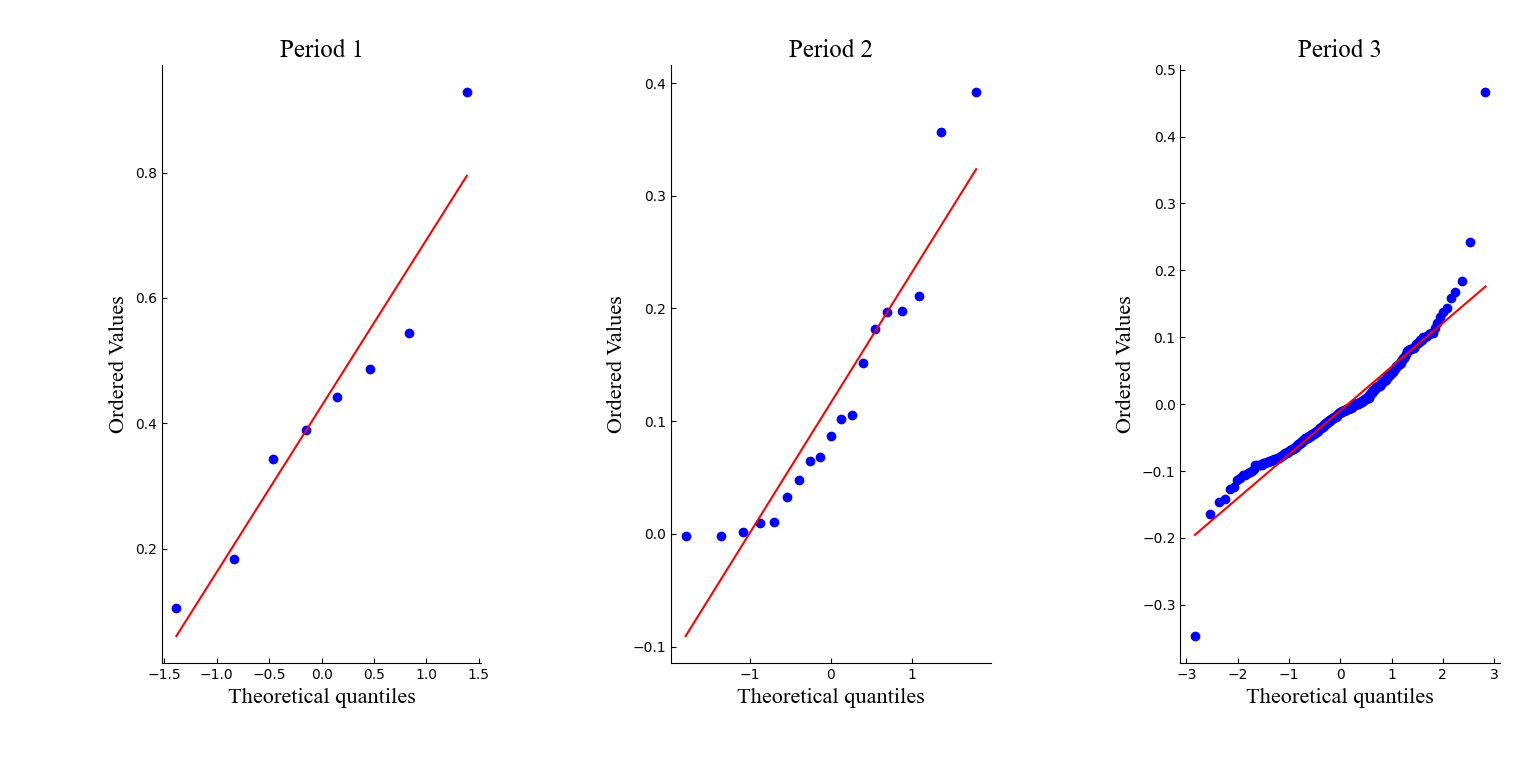 Period 1
Ordered Values
0.8
0.6
0.4
0.2
−1.5 −1.0 −0.5 0.0 0.5 1.0 1.5
Theoretical quantiles
Period 2
Ordered Values
0.4
0.3
0.2
0.1
0.0
−0.1
−1 0 1
Theoretical quantiles
Period 3
Ordered Values
0.5
0.4
0.3
0.2
0.1
0.0
−0.1
−0.2
−0.3
−3 −2 −1 0 1 2 3
Theoretical quantiles